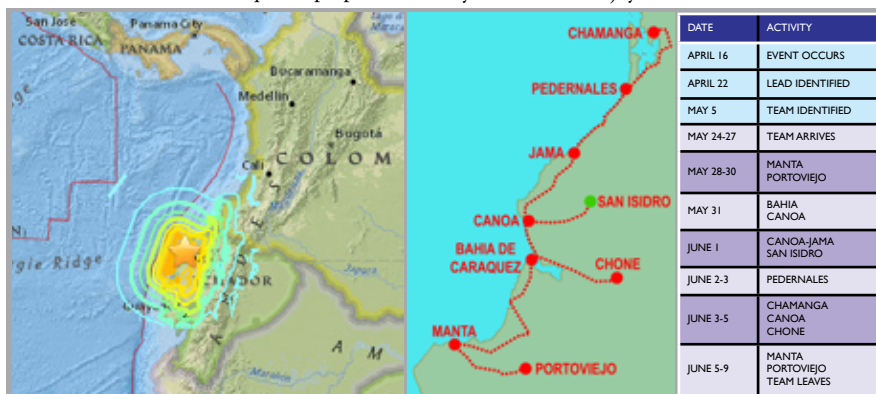 San José
Panama City
COSTA RICA
PANAMA
Bucaramanga
Medellin
Bogotá
Cali
COLOM
gie Ridge
ADOR
A M
CHAMANGA
PEDERNALES
JAMA
SAN ISIDRO
CANOA
BAHIA DE
CARAQUEZ
CHONE
MANTA
PORTOVIEJO
DATE ACTIVITY
APRIL 16 EVENT OCCURS
APRIL 22 LEAD IDENTIFIED
MAY 5 TEAM IDENTIFIED
MAY 24-27 TEAM ARRIVES
MAY 28-30 MANTA
PORTOVIEJO
MAY 31 BAHIA
CANOA
JUNE 1 CANOA-JAMA
SAN ISIDRO
JUNE 2-3 PEDERNALES
JUNE 3-5 CHAMANGA
CANOA
CHONE
JUNE 5-9 MANTA
PORTOVIEJO
TEAM LEAVES